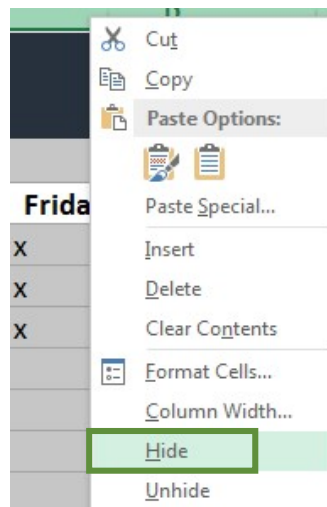 Cut
Copy
Paste Options:
Paste Special...
Frida
Insert
x
Delete
x
Clear Contents
x
Format Cells...
Column Width...
Hide
Unhide